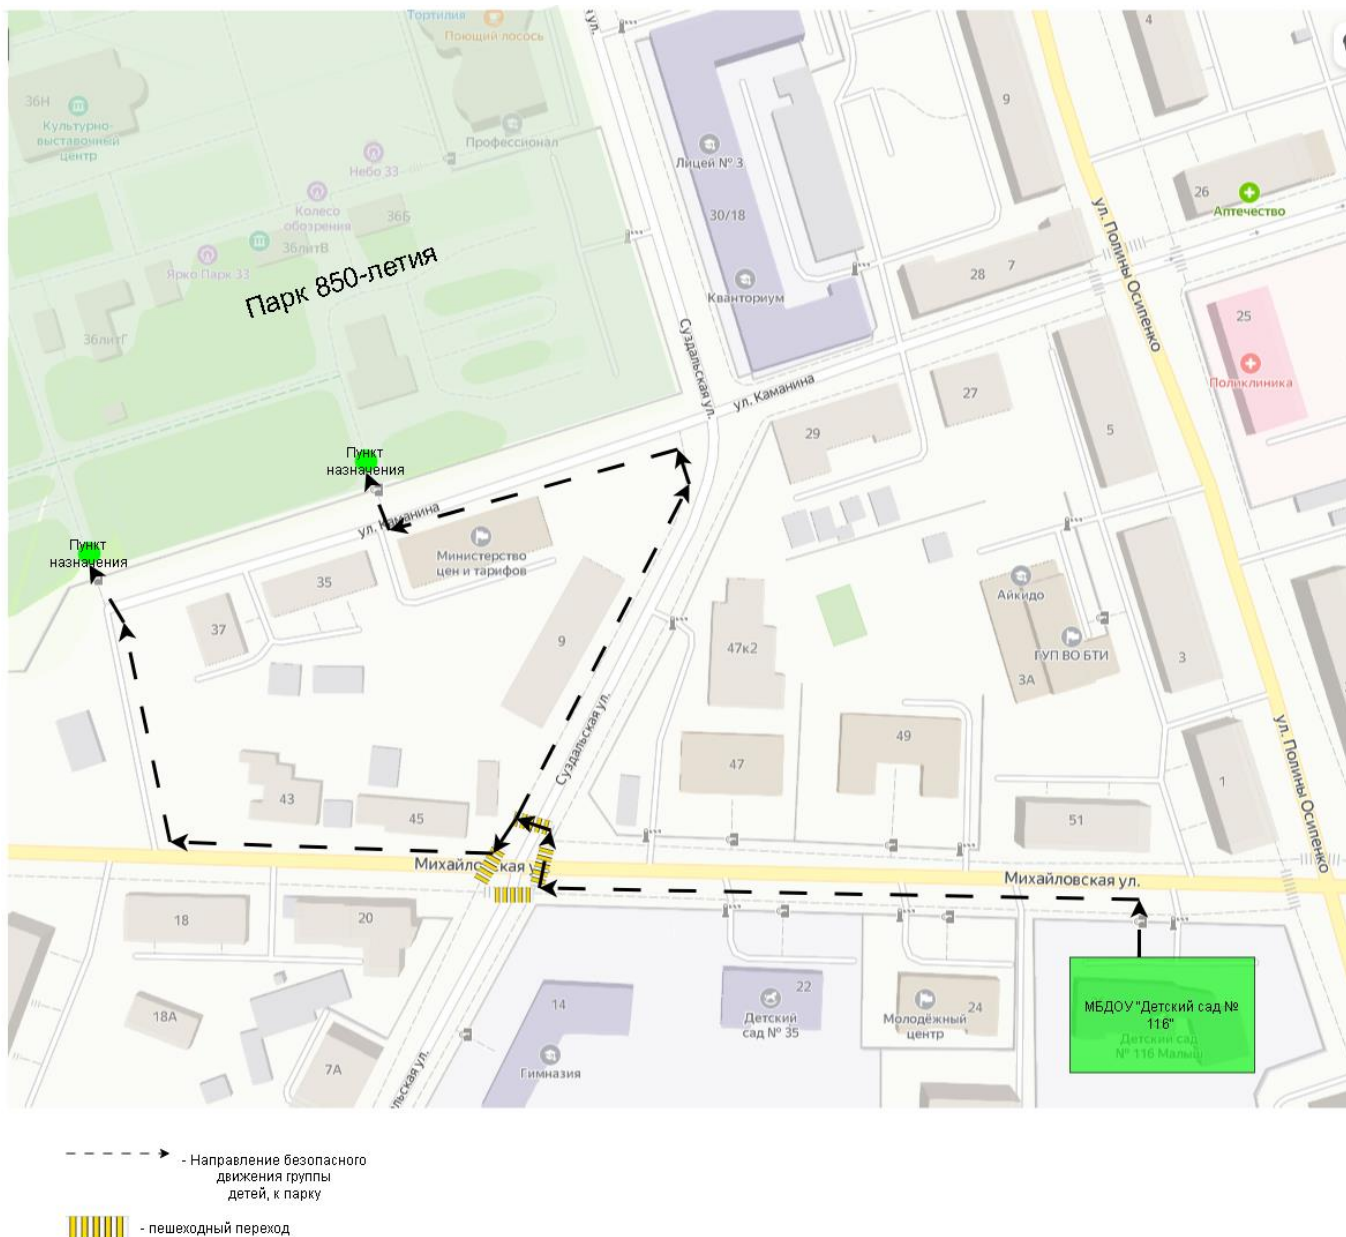 Тортилия
Поющий лосось
4
36Н
Культурно-
выставочный
центр
Профессионал
Небо 33
Колесо
обозрения
36Б
36литВ
Ярко Парк 33
36литГ
Парк 850-летия
Лицей № 3
30/18
Кванториум
9
28
7
26
Аптечество
ул. Полины Осипенко
25
Поликлиника
Суздальская ул.
ул. Каманина
27
29
5
Пункт
назначения
ул. Каманина
Министерство
цен и тарифов
Пункт
назначения
35
37
9
47к2
Айкидо
ГУП ВО БТИ
3А
3
Суздальская ул.
49
47
1
ул. Полины Осипенко
43
45
51
Михайловская ул.
Михайловская ул.
18
20
14
22
Детский
сад № 35
24
Молодёжный
центр
МБДОУ "Детский сад №
116"
Детский сад
№ 116 Малыш
18А
7А
Гимназия
- Направление безопасного
движения группы
детей, к парку
- пешеходный переход